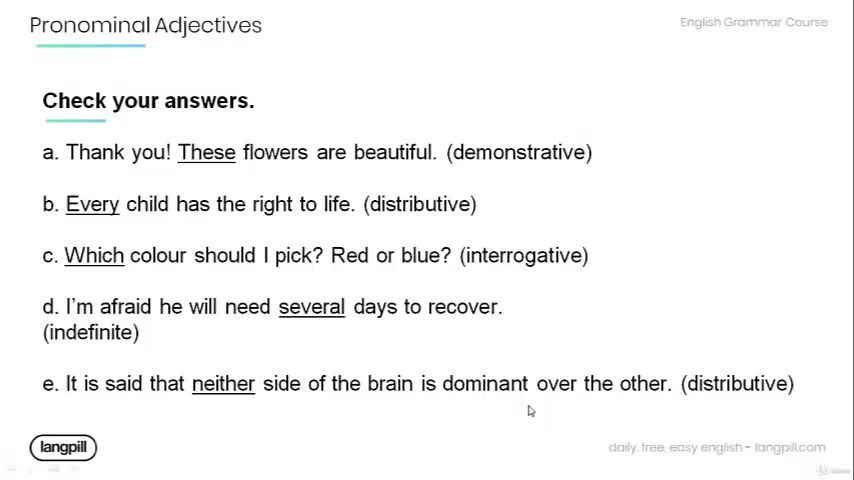 Pronominal Adjectives
English Grammar Course
Check your answers.
a. Thank you! These flowers are beautiful. (demonstrative)
b. Every child has the right to life. (distributive)
c. Which colour should I pick? Red or blue? (interrogative)
d. I'm afraid he will need several days to recover.
(indefinite)
e. It is said that neither side of the brain is dominant over the other. (distributive)
langpill
daily, free, easy english - langpill.com